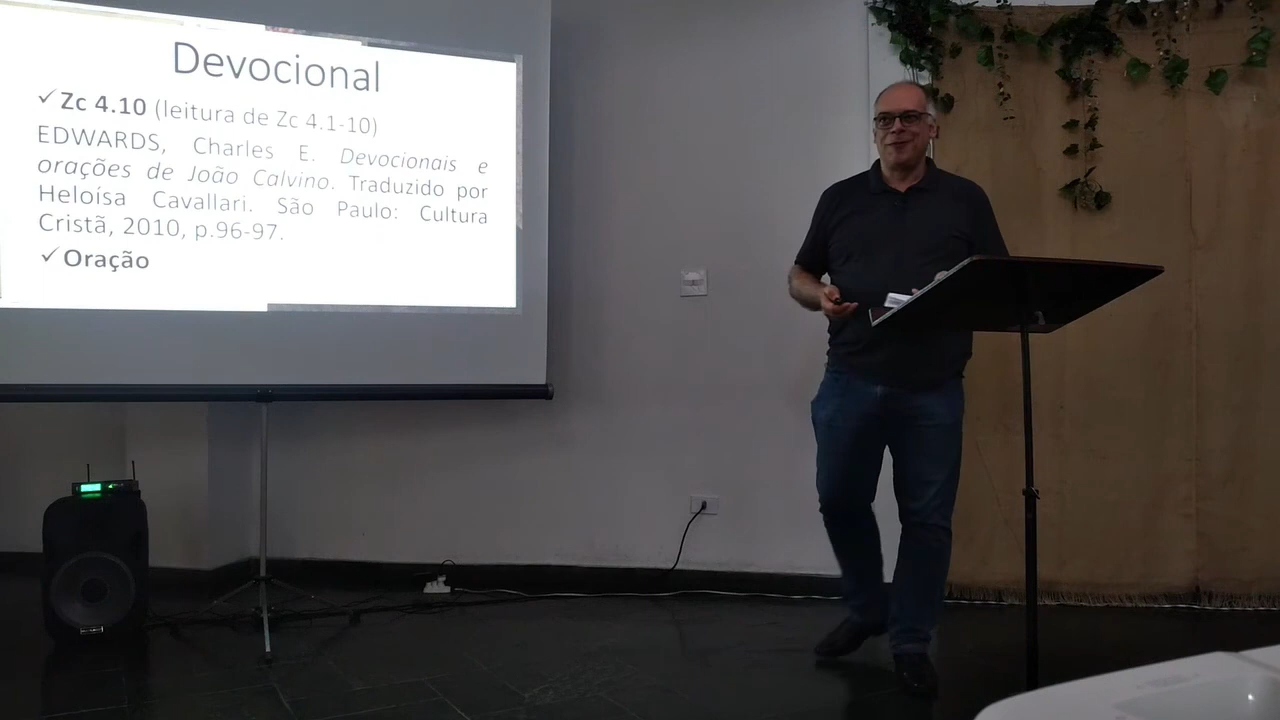 Devocional
✓Zc 4.10 (leitura de Zc 4.1-10)
EDWARDS, Charles E. Devocionais e
orações de João Calvino. Traduzido por
Heloísa Cavallari. São Paulo: Cultura
Cristã, 2010, p.96-97.
✓Oração